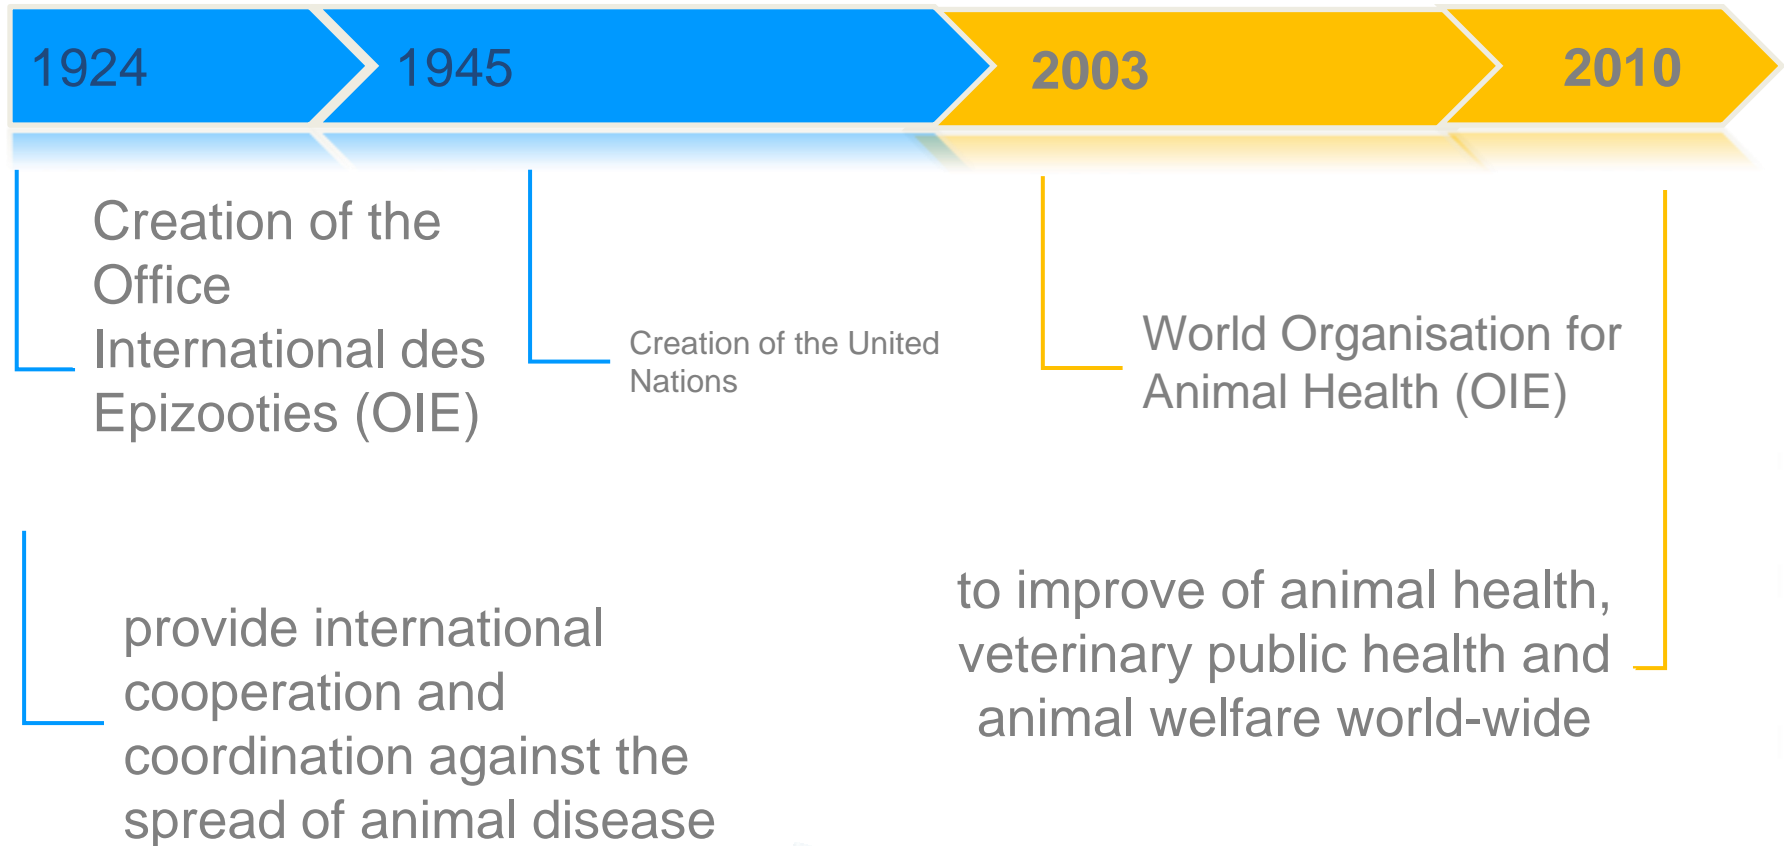 1924
1945
2003
2010
Creation of the
Office
International des
Epizooties (OIE)
Creation of the United
Nations
World Organisation for
Animal Health (OIE)
provide international
cooperation and
coordination against the
spread of animal disease
to improve of animal health,
veterinary public health and
animal welfare world-wide